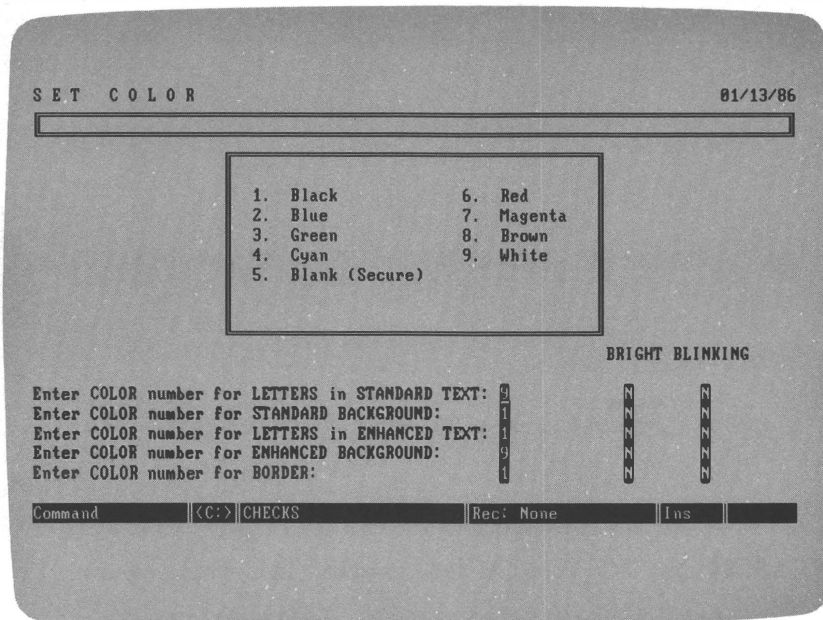 S E T   C O L O R 01/13/86
1. Black 6. Red
2. Blue 7. Magenta
3. Green 8. Brown
4. Cyan 9. White
5. Blank (Secure)
BRIGHT BLINKING
Enter COLOR number for LETTERS in STANDARD TEXT: 9 N N
Enter COLOR number for STANDARD BACKGROUND: 1 N N
Enter COLOR number for LETTERS in ENHANCED TEXT: 1 N N
Enter COLOR number for ENHANCED BACKGROUND: 9 N N
Enter COLOR number for BORDER: 1 N N
Command ||<C:>||CHECKS ||Rec: None ||Ins ||